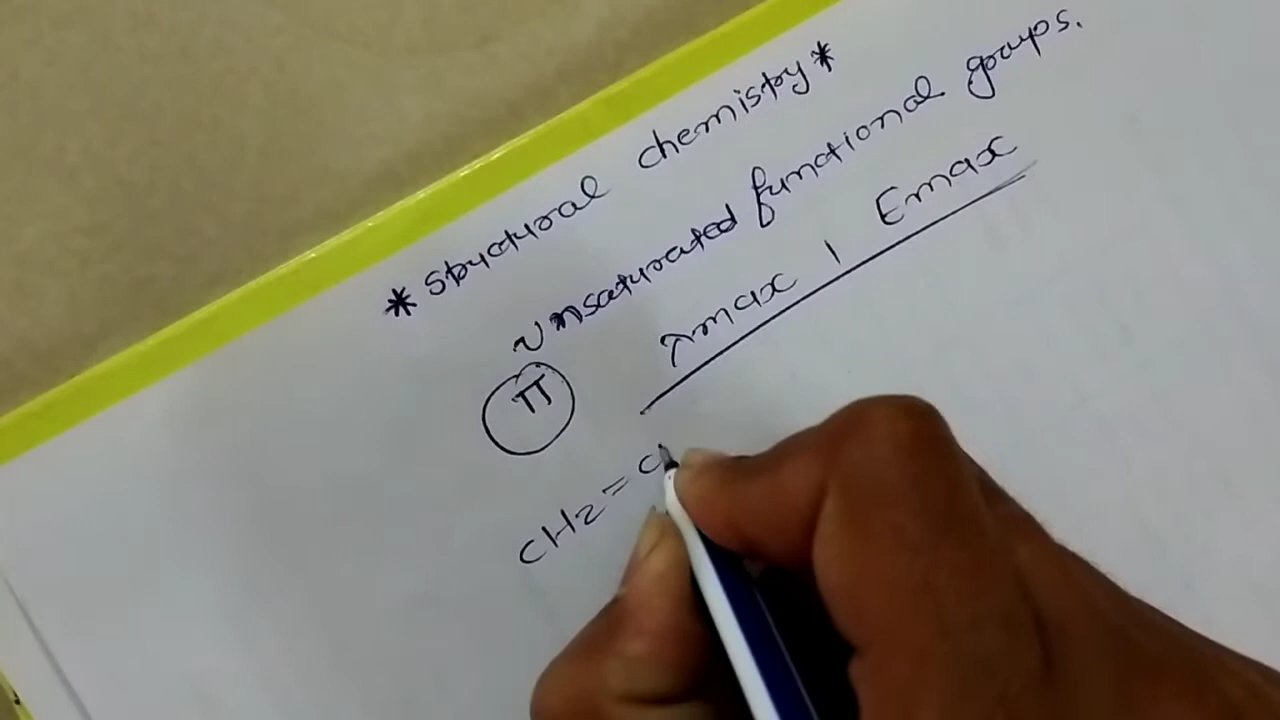 *structural chemistry*
unsaturated functional groups.
λmax , Emax
π
CH2=C